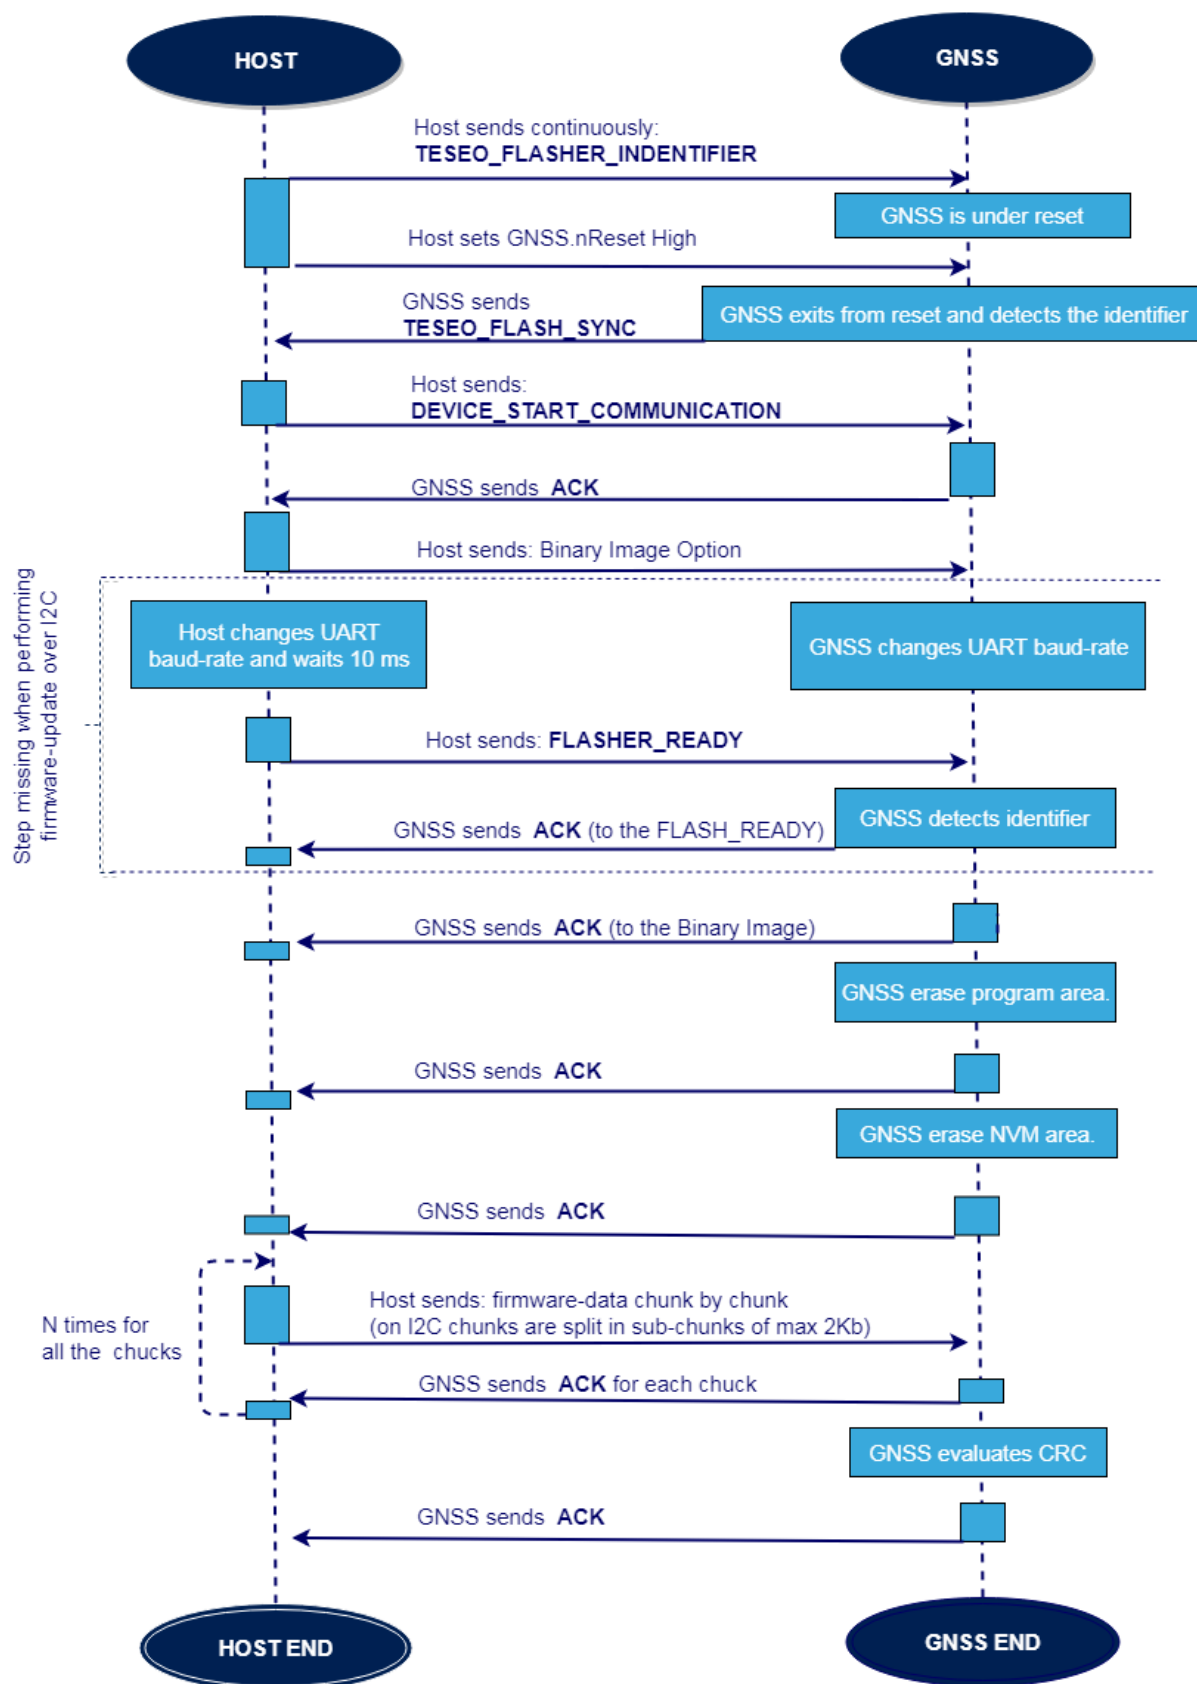 HOST
GNSS
Host sends continuously:
TESEO_FLASHER_INDENTIFIER
GNSS is under reset
Host sets GNSS.nReset High
GNSS sends
TESEO_FLASH_SYNC
GNSS exits from reset and detects the identifier
Host sends:
DEVICE_START_COMMUNICATION
GNSS sends ACK
Host sends: Binary Image Option
Step missing when performing
firmware-update over I2C
Host changes UART
baud-rate and waits 10 ms
GNSS changes UART baud-rate
Host sends: FLASHER_READY
GNSS detects identifier
GNSS sends ACK (to the FLASH_READY)
GNSS sends ACK (to the Binary Image)
GNSS erase program area.
GNSS sends ACK
GNSS erase NVM area.
GNSS sends ACK
Host sends: firmware-data chunk by chunk
(on I2C chunks are split in sub-chunks of max 2Kb)
N times for
all the chucks
GNSS sends ACK for each chuck
GNSS evaluates CRC
GNSS sends ACK
HOST END
GNSS END